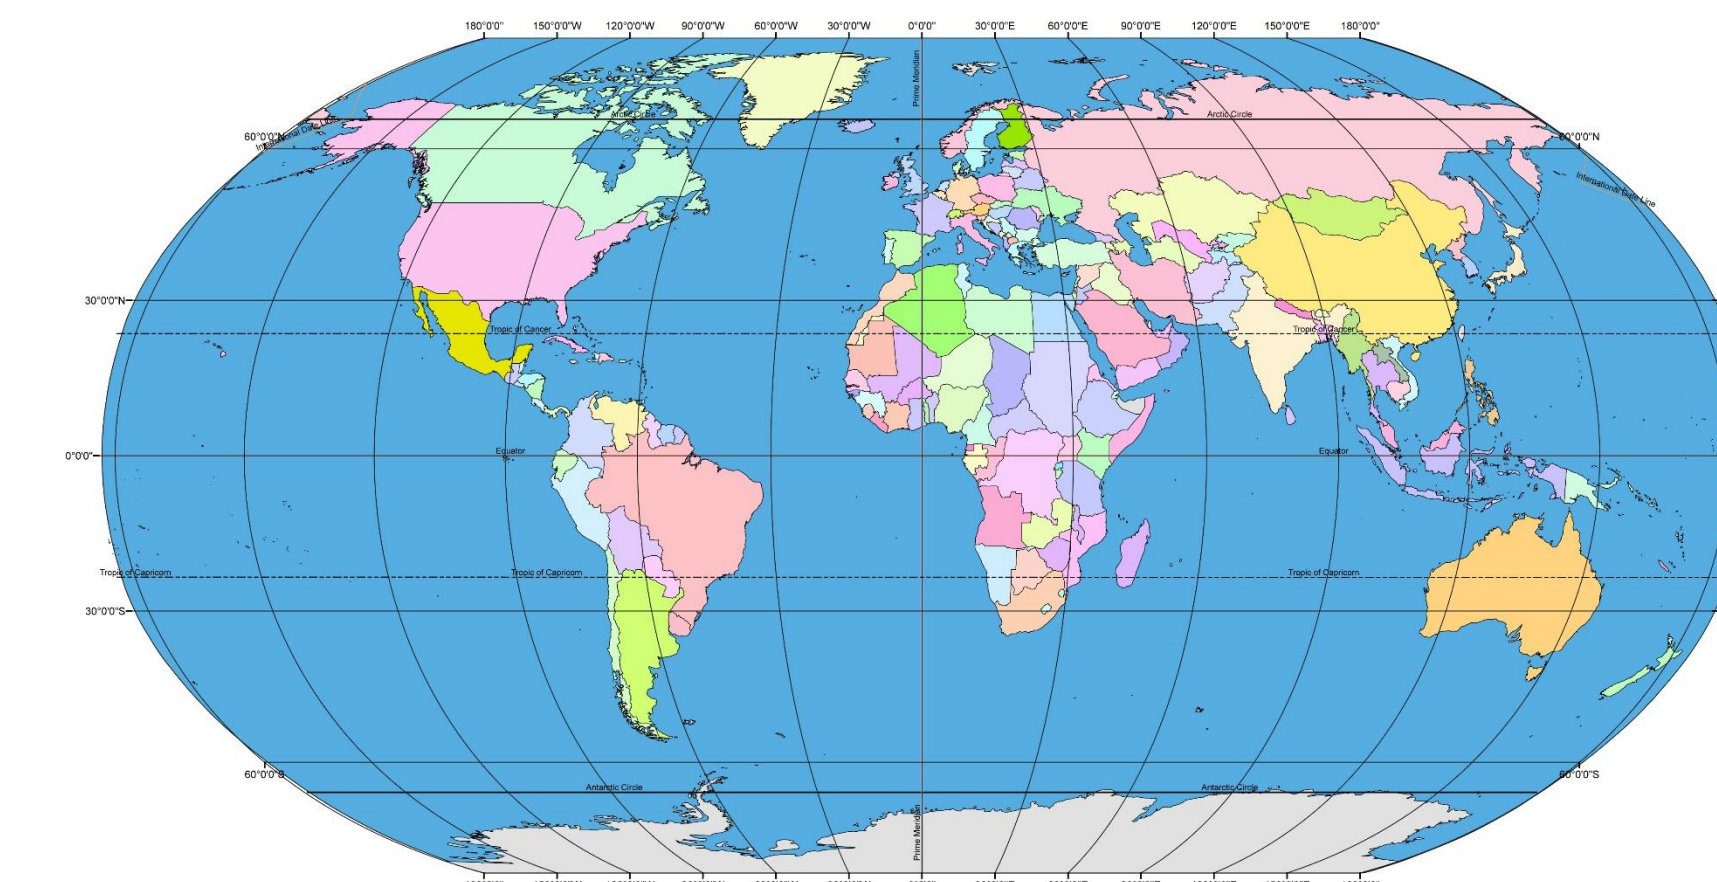 180°0'0" 150°0'0"W 120°0'0"W 90°0'0"W 60°0'0"W 30°0'0"W 0°0'0" 30°0'0"E 60°0'0"E 90°0'0"E 120°0'0"E 150°0'0"E 180°0'0"
Prime Meridian
Arctic Circle Arctic Circle
60°0'0"N 60°0'0"N
International Date Line International Date Line
30°0'0"N
Tropic of Cancer Tropic of Cancer
0°0'0" Equator Equator
Tropic of Capricorn Tropic of Capricorn Tropic of Capricorn
30°0'0"S
60°0'0"S 60°0'0"S
Antarctic Circle Antarctic Circle
Prime Meridian